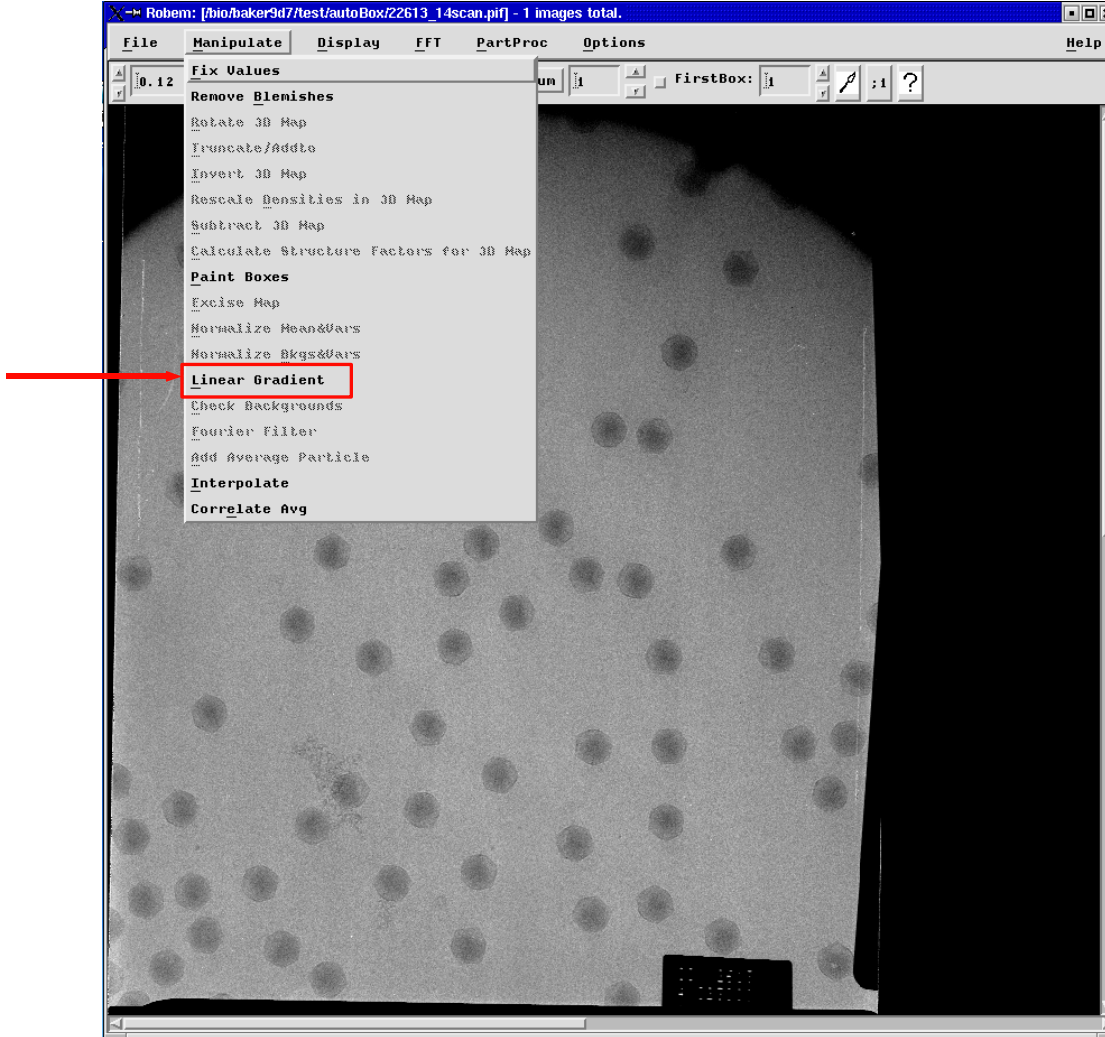 Robem: [/bio/baker9d7/test/autoBox/22613_14scan.pif] - 1 images total.
File Manipulate Display FFT PartProc Options Help
0.12 um 1 FirstBox: 1 ;1 ?
Fix Values
Remove Blemishes
Rotate 3D Map
Truncate/Addto
Invert 3D Map
Rescale Densities in 3D Map
Subtract 3D Map
Calculate Structure Factors for 3D Map
Paint Boxes
Excise Map
Normalize Mean&Vars
Normalize Bkgs&Vars
Linear Gradient
Check Backgrounds
Fourier Filter
Add Average Particle
Interpolate
Correlate Avg